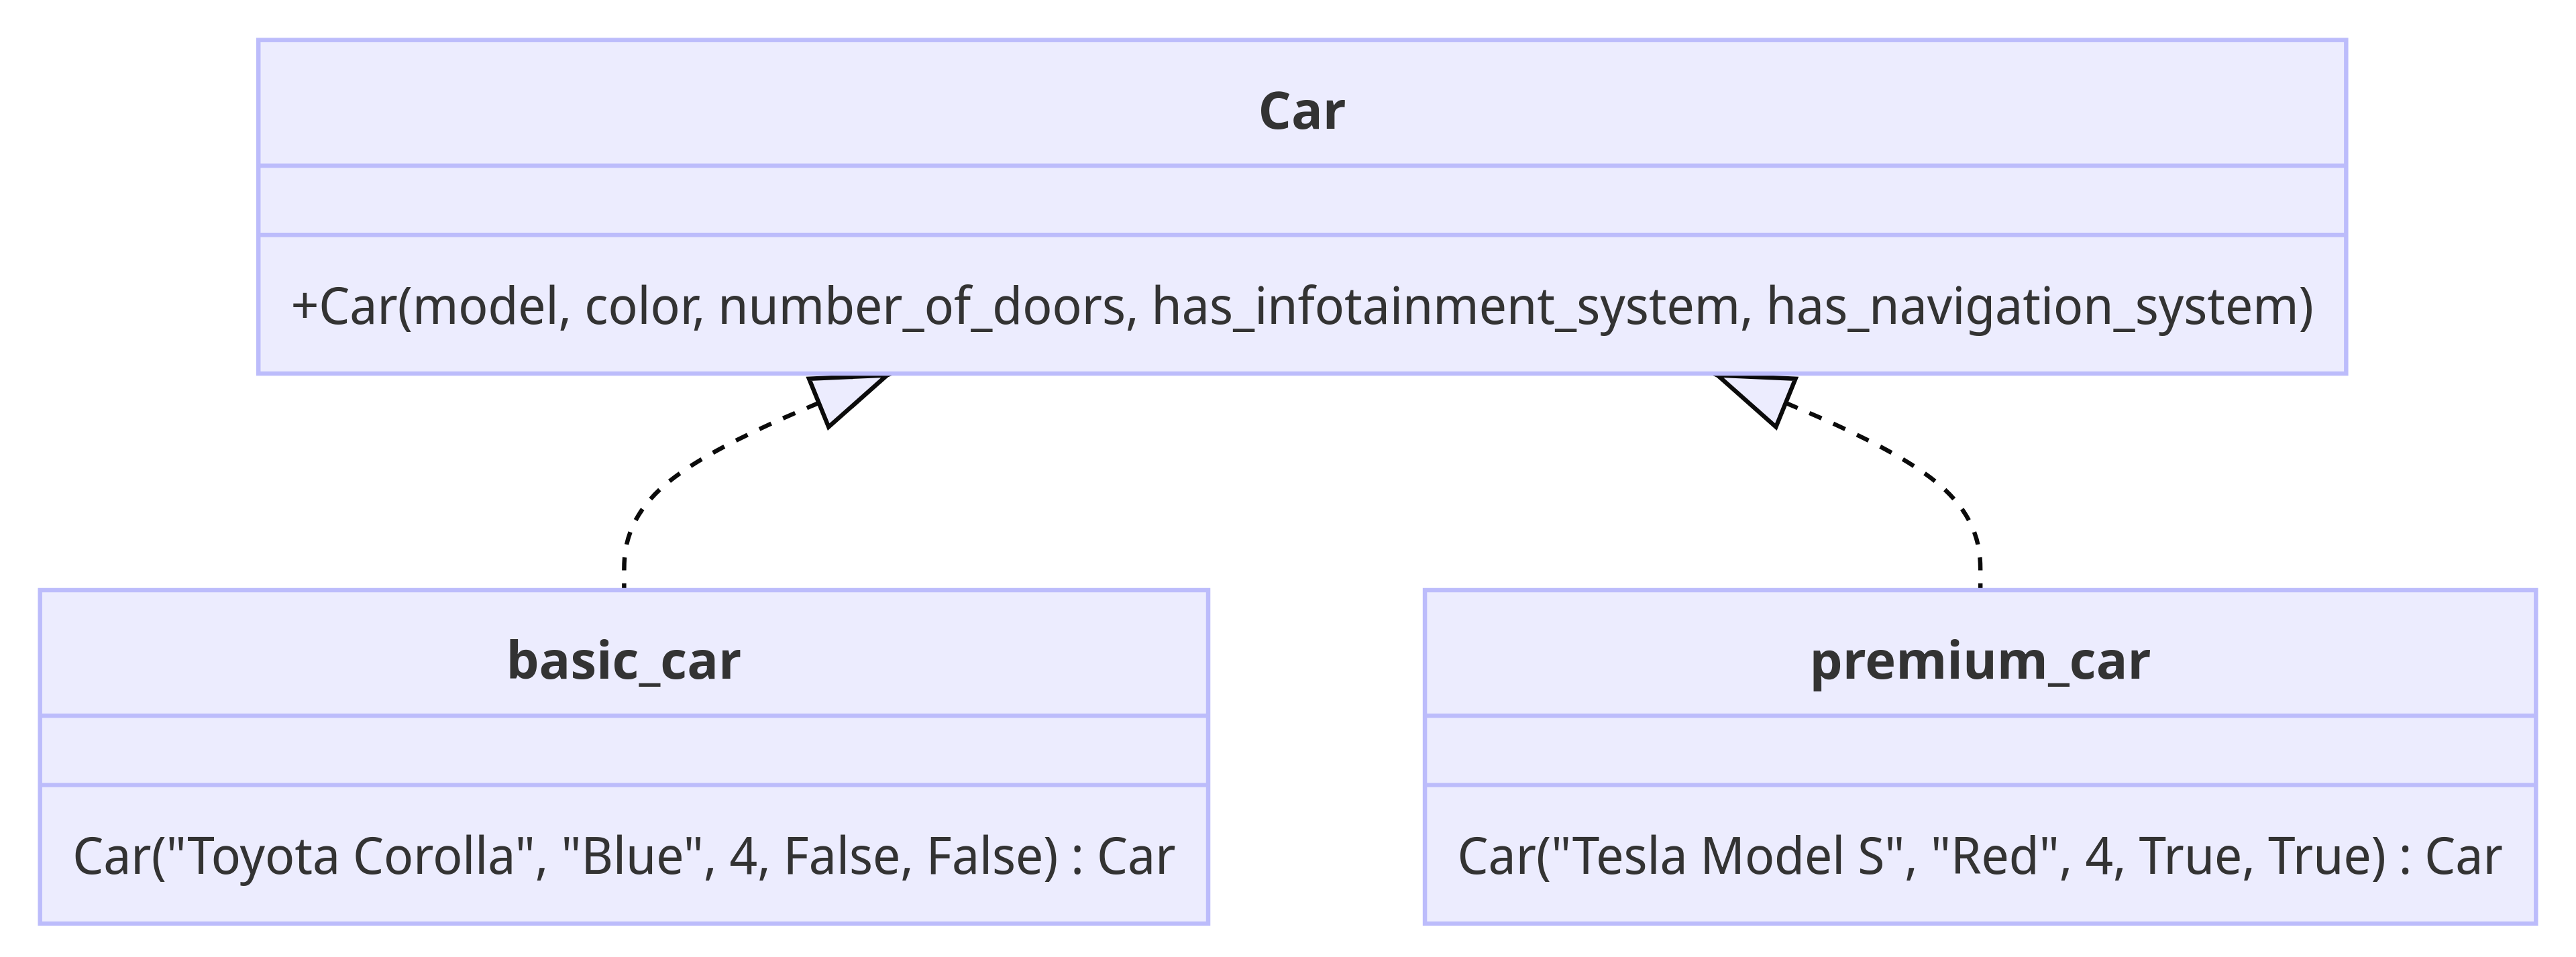 Car
+Car(model, color, number_of_doors, has_infotainment_system, has_navigation_system)
basic_car
Car("Toyota Corolla", "Blue", 4, False, False) : Car
premium_car
Car("Tesla Model S", "Red", 4, True, True) : Car